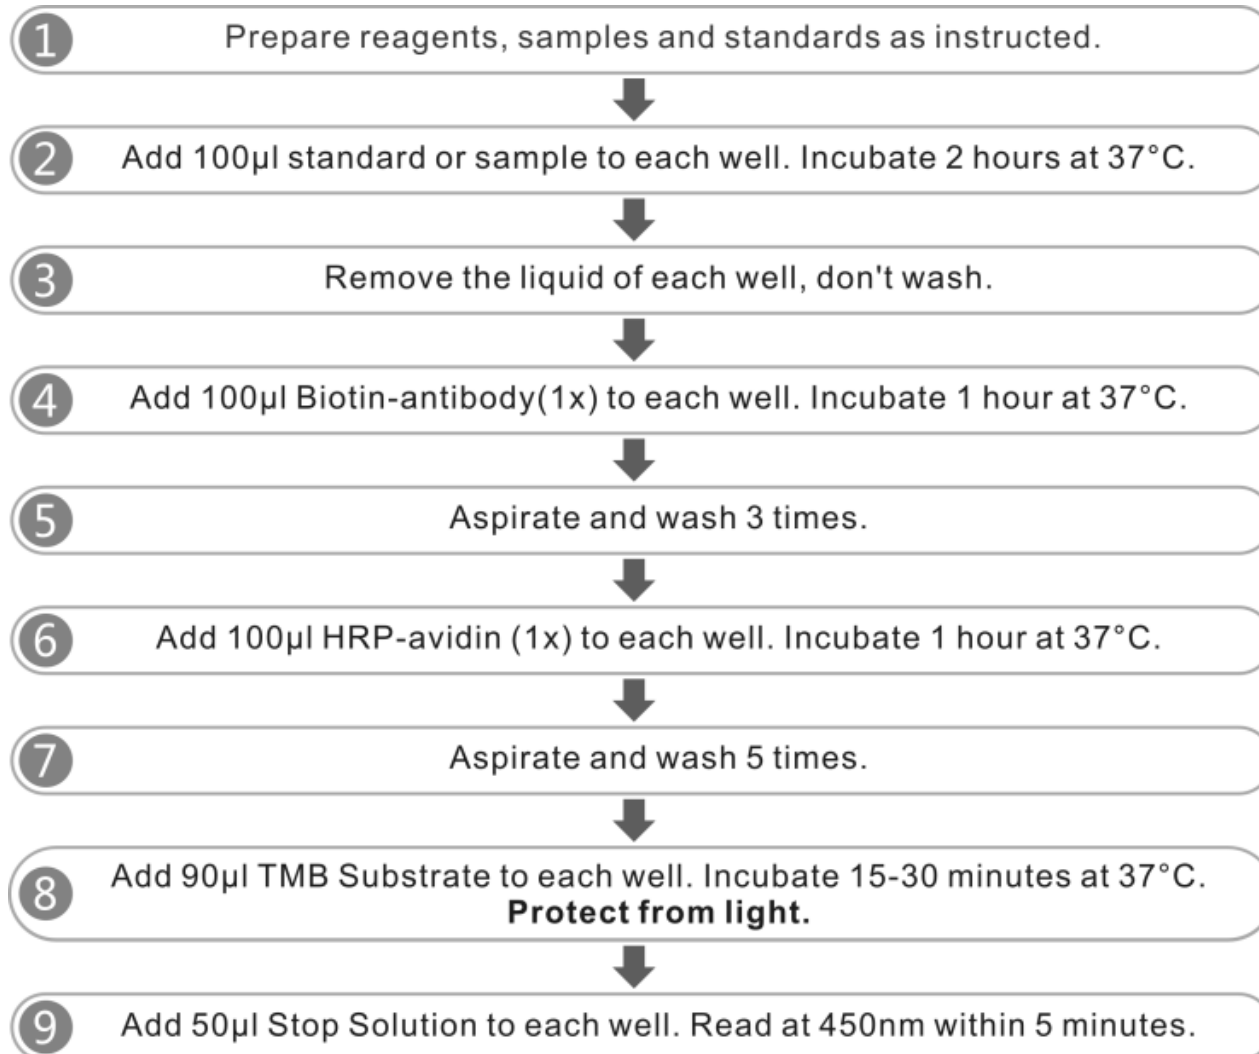 1 Prepare reagents, samples and standards as instructed.
2 Add 100µl standard or sample to each well. Incubate 2 hours at 37°C.
3 Remove the liquid of each well, don't wash.
4 Add 100µl Biotin-antibody(1x) to each well. Incubate 1 hour at 37°C.
5 Aspirate and wash 3 times.
6 Add 100µl HRP-avidin (1x) to each well. Incubate 1 hour at 37°C.
7 Aspirate and wash 5 times.
8 Add 90µl TMB Substrate to each well. Incubate 15-30 minutes at 37°C.
Protect from light.
9 Add 50µl Stop Solution to each well. Read at 450nm within 5 minutes.